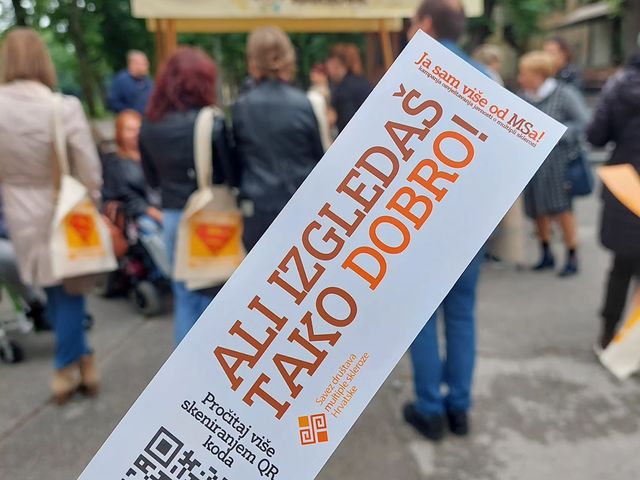 Ja sam više od MSa!
Kampanja osvještavanja javnosti o multipli sklerozi
ALI IZGLEDAŠ
TAKO DOBRO!
Savez društava
multiple skleroze
Hrvatske
Pročitaj više
skeniranjem QR
koda